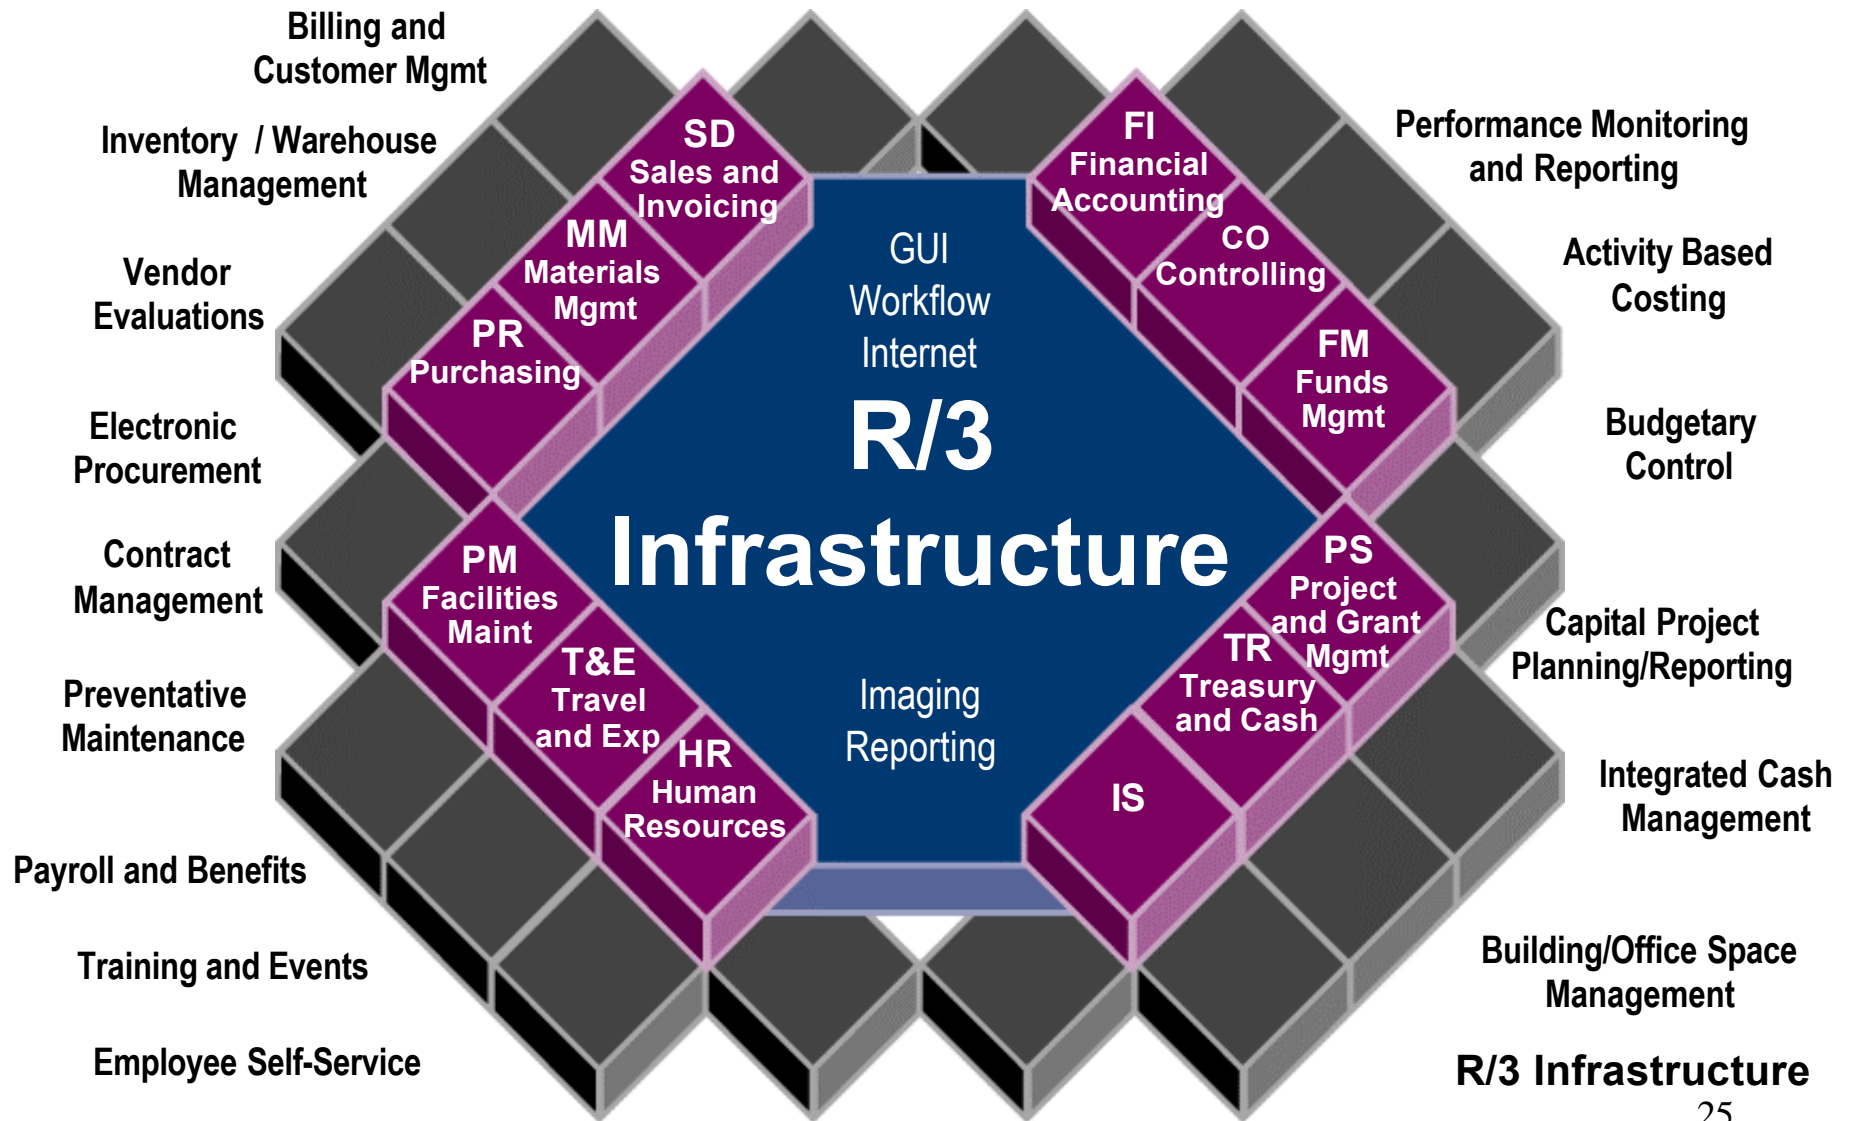 Billing and
Customer Mgmt
Inventory / Warehouse
Management
Vendor
Evaluations
Electronic
Procurement
Contract
Management
Preventative
Maintenance
Payroll and Benefits
Training and Events
Employee Self-Service
SD
Sales and
Invoicing
MM
Materials
Mgmt
PR
Purchasing
PM
Facilities
Maint
T&E
Travel
and Exp
HR
Human
Resources
GUI
Workflow
Internet
R/3
Infrastructure
Imaging
Reporting
FI
Financial
Accounting
CO
Controlling
FM
Funds
Mgmt
PS
Project
and Grant
Mgmt
TR
Treasury
and Cash
IS
Performance Monitoring
and Reporting
Activity Based
Costing
Budgetary
Control
Capital Project
Planning/Reporting
Integrated Cash
Management
Building/Office Space
Management
R/3 Infrastructure
25